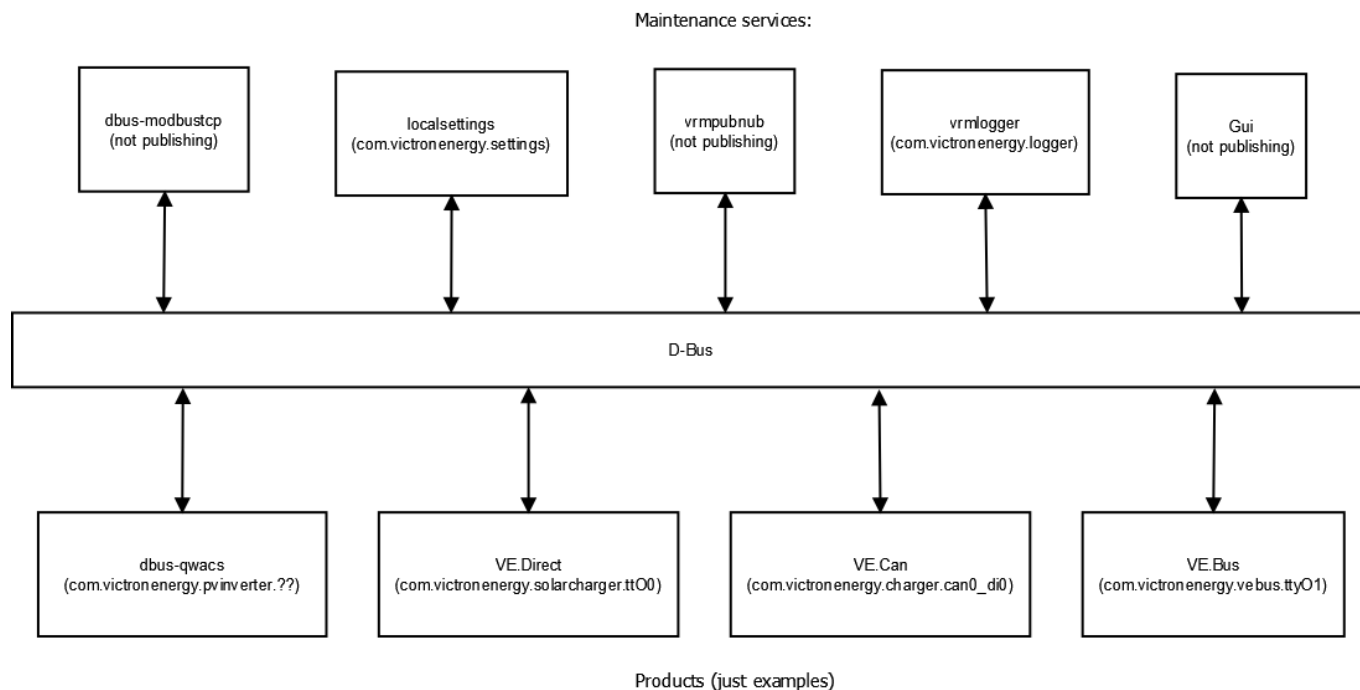 Maintenance services:
dbus-modbustcp
(not publishing)
localsettings
(com.victronenergy.settings)
vrmpubnub
(not publishing)
vrmlogger
(com.victronenergy.logger)
Gui
(not publishing)
D-Bus
dbus-qwacs
(com.victronenergy.pvinverter.??)
VE.Direct
(com.victronenergy.solarcharger.ttO0)
VE.Can
(com.victronenergy.charger.can0_di0)
VE.Bus
(com.victronenergy.vebus.ttyO1)
Products (just examples)